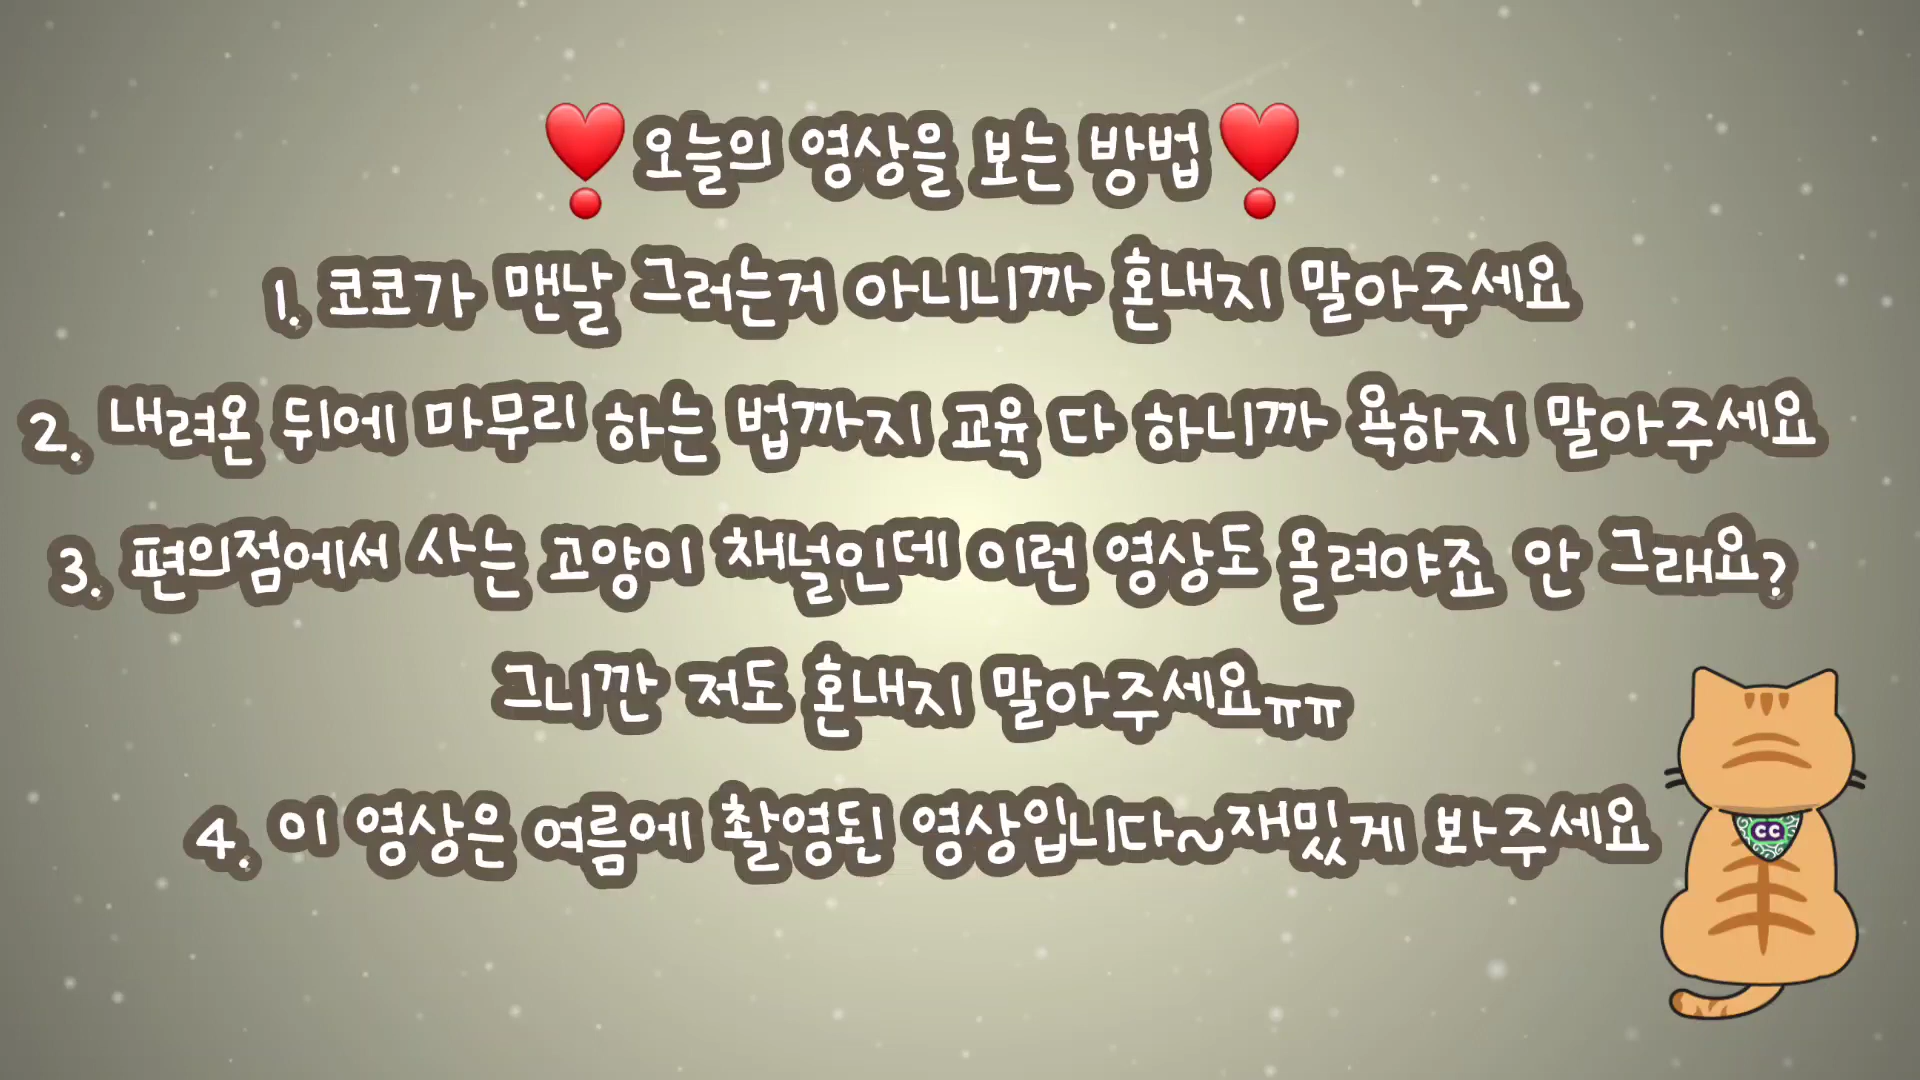 ❣️오늘의 영상을 보는 방법❣️
1. 코코가 맨날 그러는거 아니니까 혼내지 말아주세요
2. 내려온 뒤에 마무리 하는 법까지 교육 다 하니까 욕하지 말아주세요
3. 편의점에서 사는 고양이 채널인데 이런 영상도 올려야죠 안 그래요?
그니깐 저도 혼내지 말아주세요ㅠㅠ
4. 이 영상은 여름에 촬영된 영상입니다~재밌게 봐주세요
CC